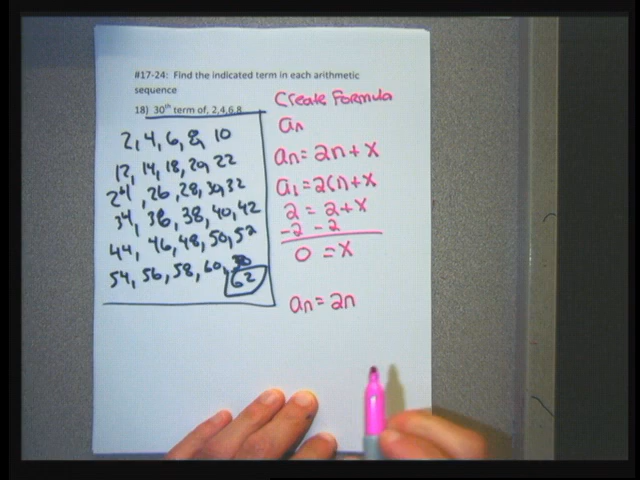 #17-24: Find the indicated term in each arithmetic
sequence
18) 30th term of, 2,4,6,8
2, 4, 6, 8, 10
12, 14, 18, 20, 22
24, 26, 28, 30, 32
34, 36, 38, 40, 42
44, 46, 48, 50, 52
54, 56, 58, 60,
62
Create Formula
an
an = 2n + x
a1 = 2(n) + x
2 = 2 + x
-2 -2
0 = x
an = 2n